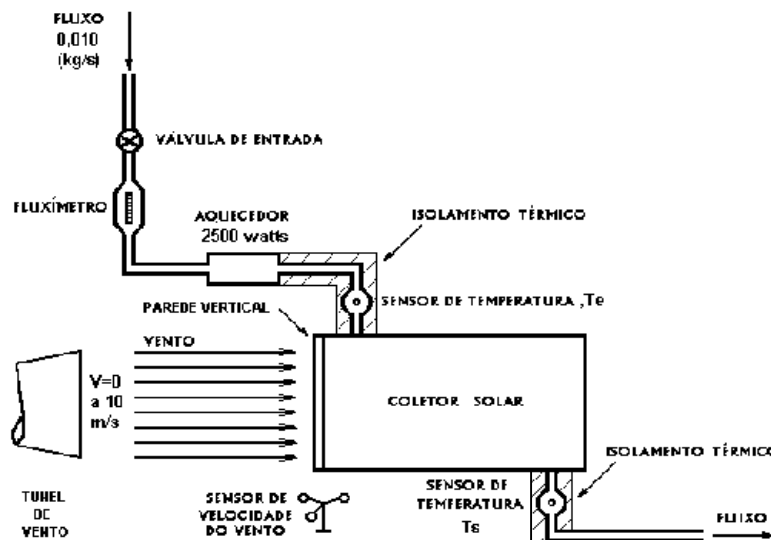 FLUXO
0,010
(kg/s)
VÁLVULA DE ENTRADA
FLUXÍMETRO
AQUECEDOR
2500 watts
ISOLAMENTO TÉRMICO
SENSOR DE TEMPERATURA ,Te
PAREDE VERTICAL
VENTO
V=0
a 10
m/s
COLETOR SOLAR
ISOLAMENTO TÉRMICO
TUNEL
DE
VENTO
SENSOR DE
VELOCIDADE
DO VENTO
SENSOR DE
TEMPERATURA
Ts
FLUXO